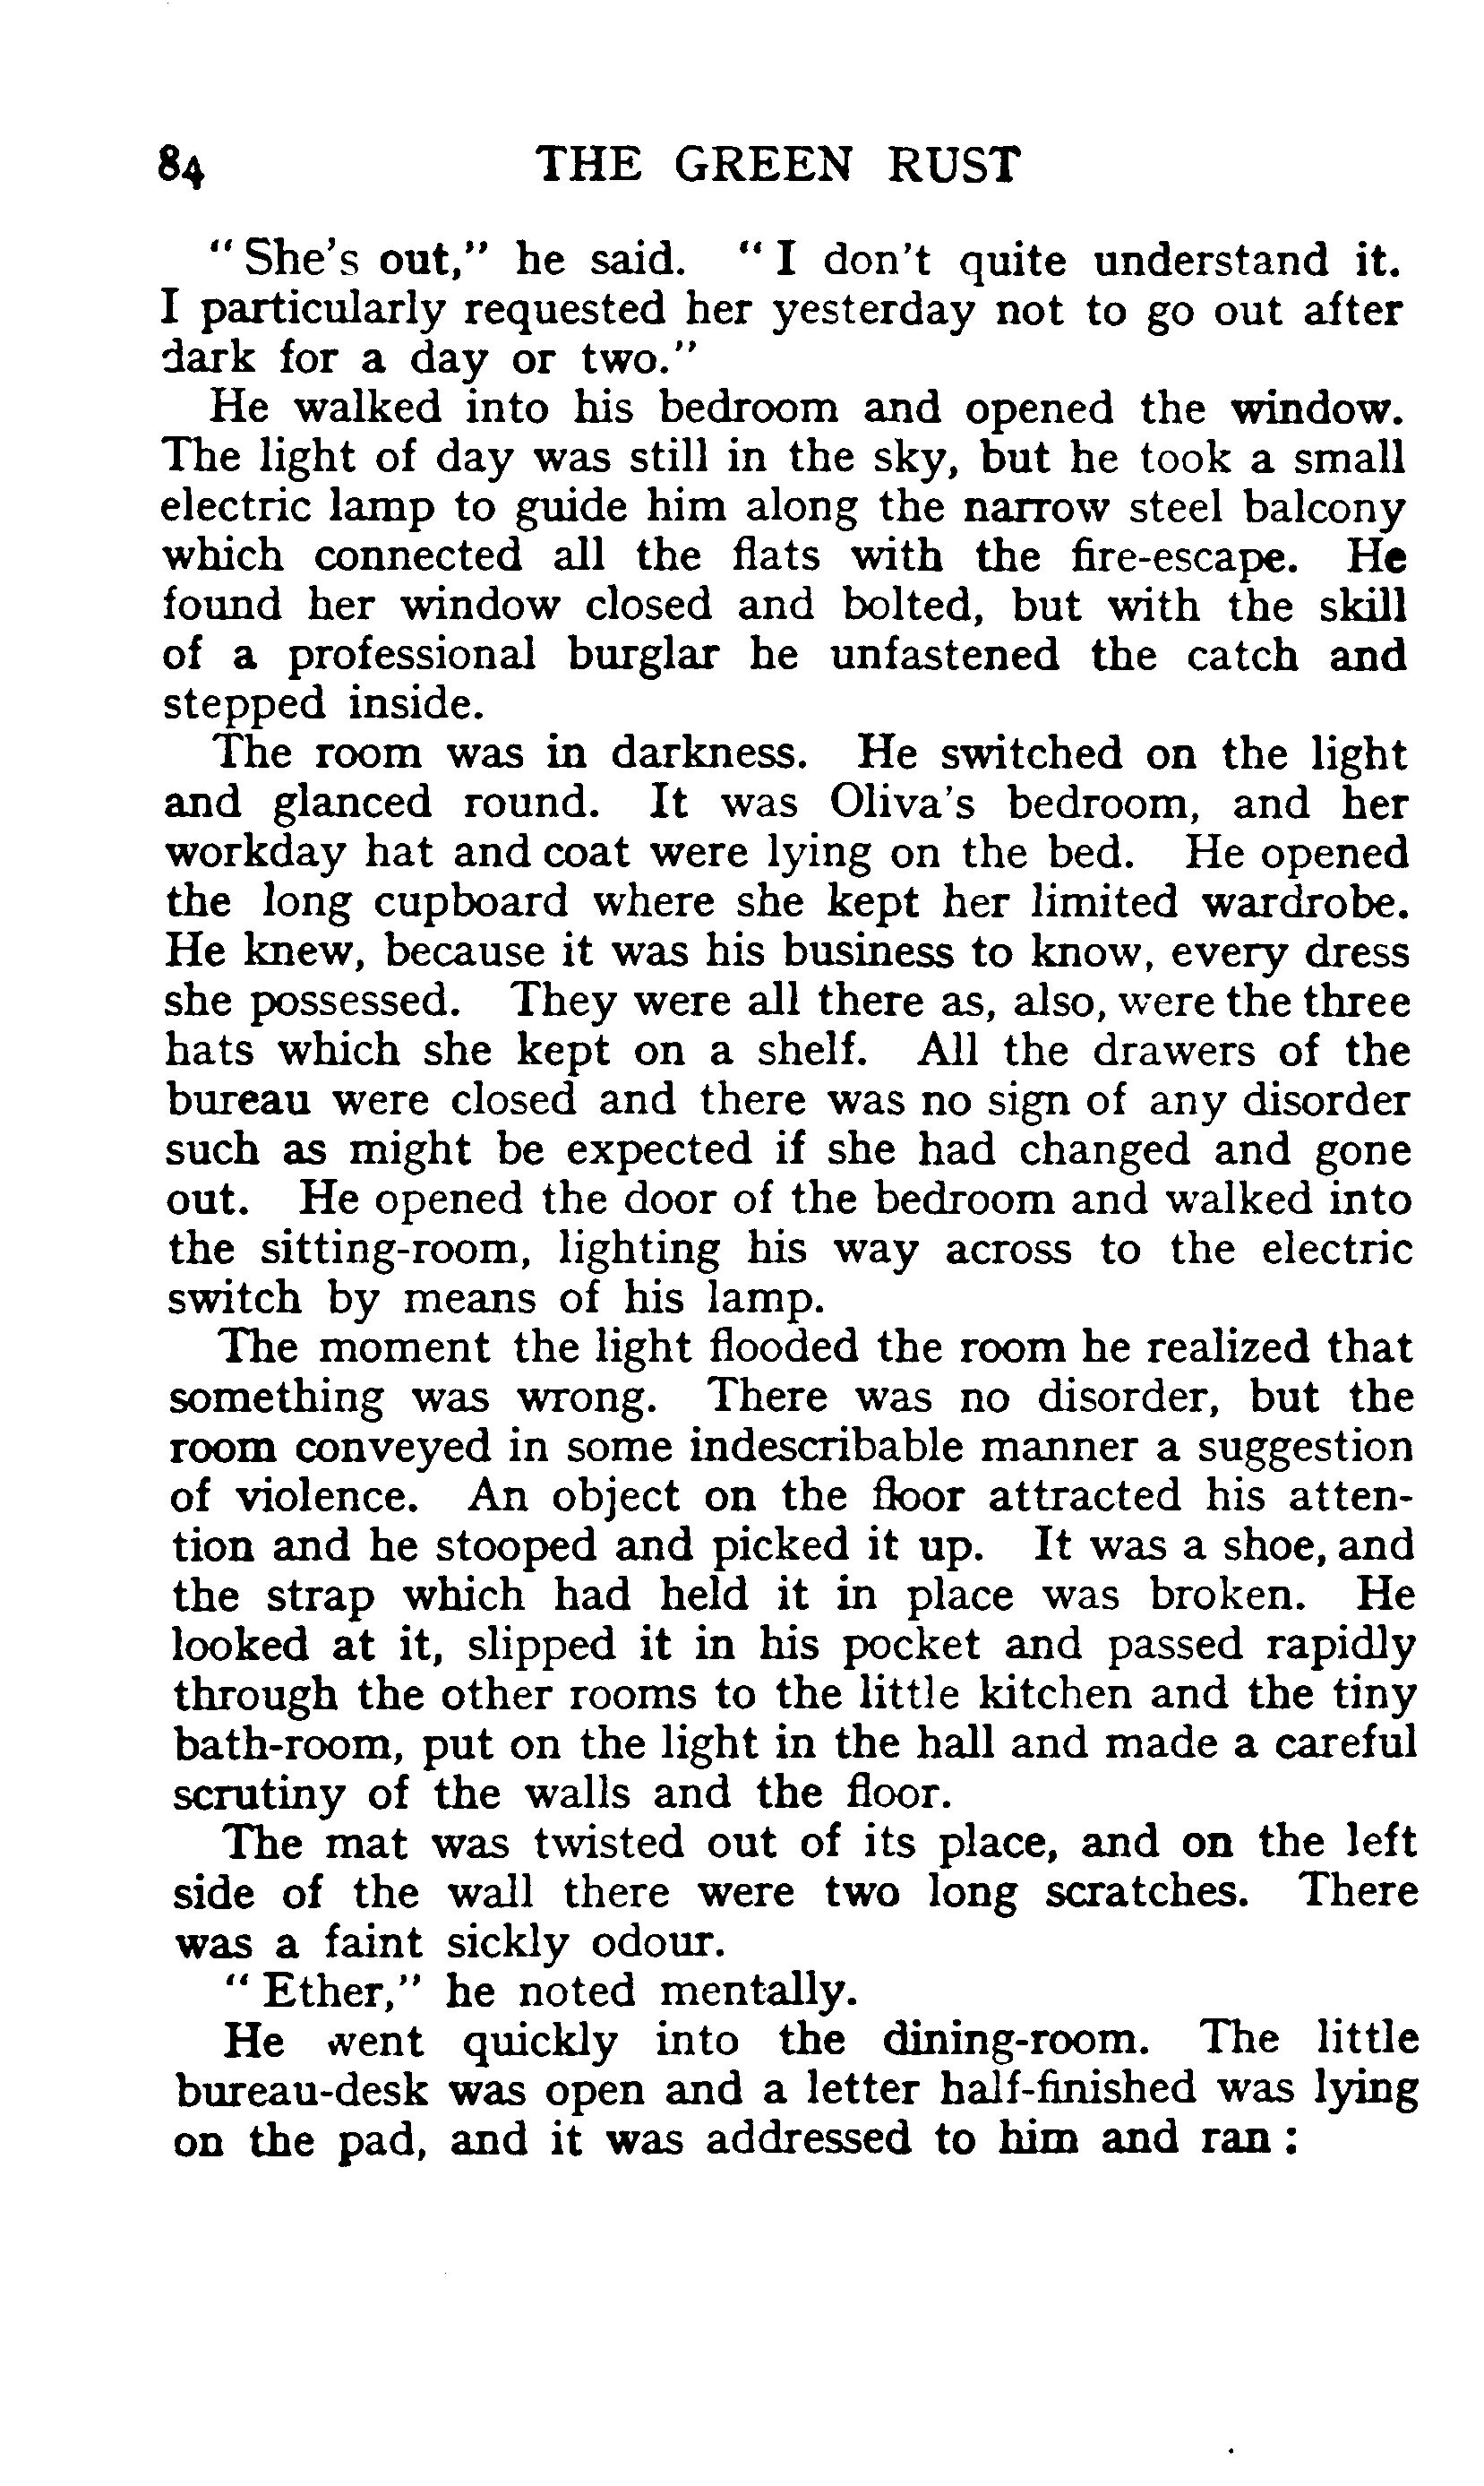 84 THE GREEN RUST
" She's out," he said. " I don't quite understand it.
I particularly requested her yesterday not to go out after
dark for a day or two."
He walked into his bedroom and opened the window.
The light of day was still in the sky, but he took a small
electric lamp to guide him along the narrow steel balcony
which connected all the flats with the fire-escape. He
found her window closed and bolted, but with the skill
of a professional burglar he unfastened the catch and
stepped inside.
The room was in darkness. He switched on the light
and glanced round. It was Oliva's bedroom, and her
workday hat and coat were lying on the bed. He opened
the long cupboard where she kept her limited wardrobe.
He knew, because it was his business to know, every dress
she possessed. They were all there as, also, were the three
hats which she kept on a shelf. All the drawers of the
bureau were closed and there was no sign of any disorder
such as might be expected if she had changed and gone
out. He opened the door of the bedroom and walked into
the sitting-room, lighting his way across to the electric
switch by means of his lamp.
The moment the light flooded the room he realized that
something was wrong. There was no disorder, but the
room conveyed in some indescribable manner a suggestion
of violence. An object on the floor attracted his atten-
tion and he stooped and picked it up. It was a shoe, and
the strap which had held it in place was broken. He
looked at it, slipped it in his pocket and passed rapidly
through the other rooms to the little kitchen and the tiny
bath-room, put on the light in the hall and made a careful
scrutiny of the walls and the floor.
The mat was twisted out of its place, and on the left
side of the wall there were two long scratches. There
was a faint sickly odour.
" Ether," he noted mentally.
He went quickly into the dining-room. The little
bureau-desk was open and a letter half-finished was lying
on the pad, and it was addressed to him and ran :